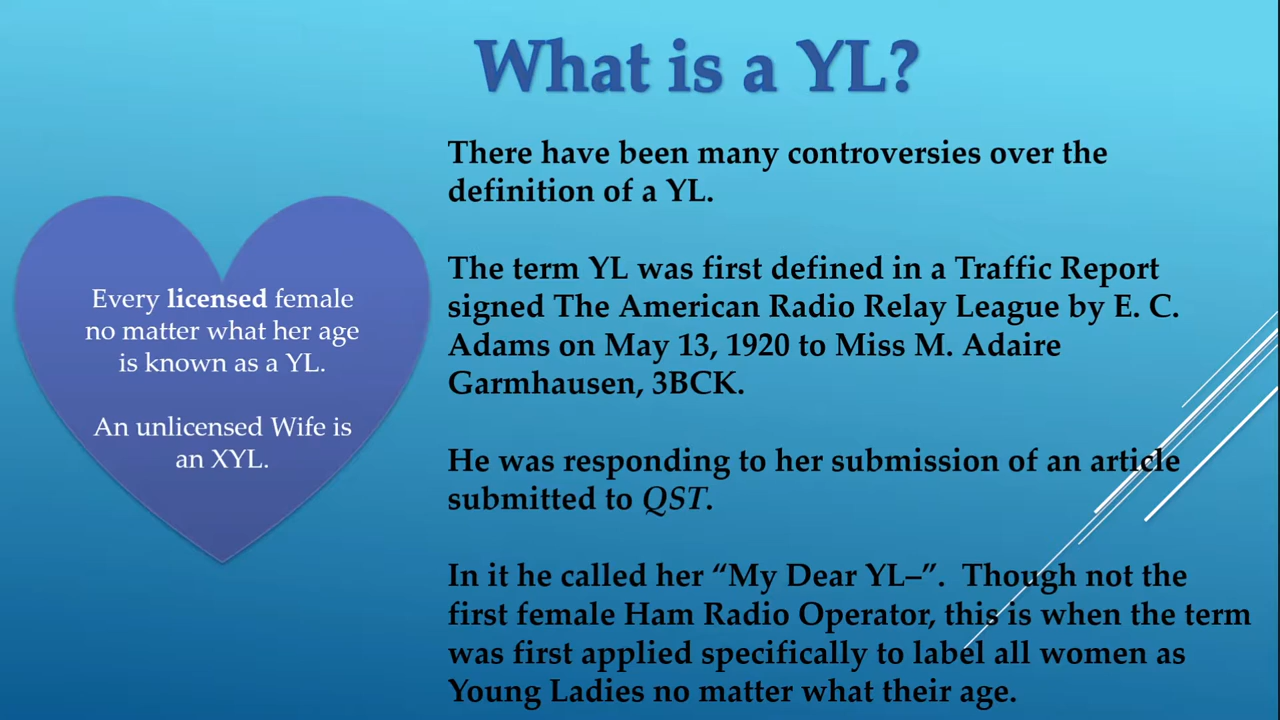 What is a YL?
There have been many controversies over the
definition of a YL.
The term YL was first defined in a Traffic Report
signed The American Radio Relay League by E. C.
Adams on May 13, 1920 to Miss M. Adaire
Garmhausen, 3BCK.
He was responding to her submission of an article
submitted to QST.
In it he called her “My Dear YL–”. Though not the
first female Ham Radio Operator, this is when the term
was first applied specifically to label all women as
Young Ladies no matter what their age.
Every licensed female
no matter what her age
is known as a YL.
An unlicensed Wife is
an XYL.